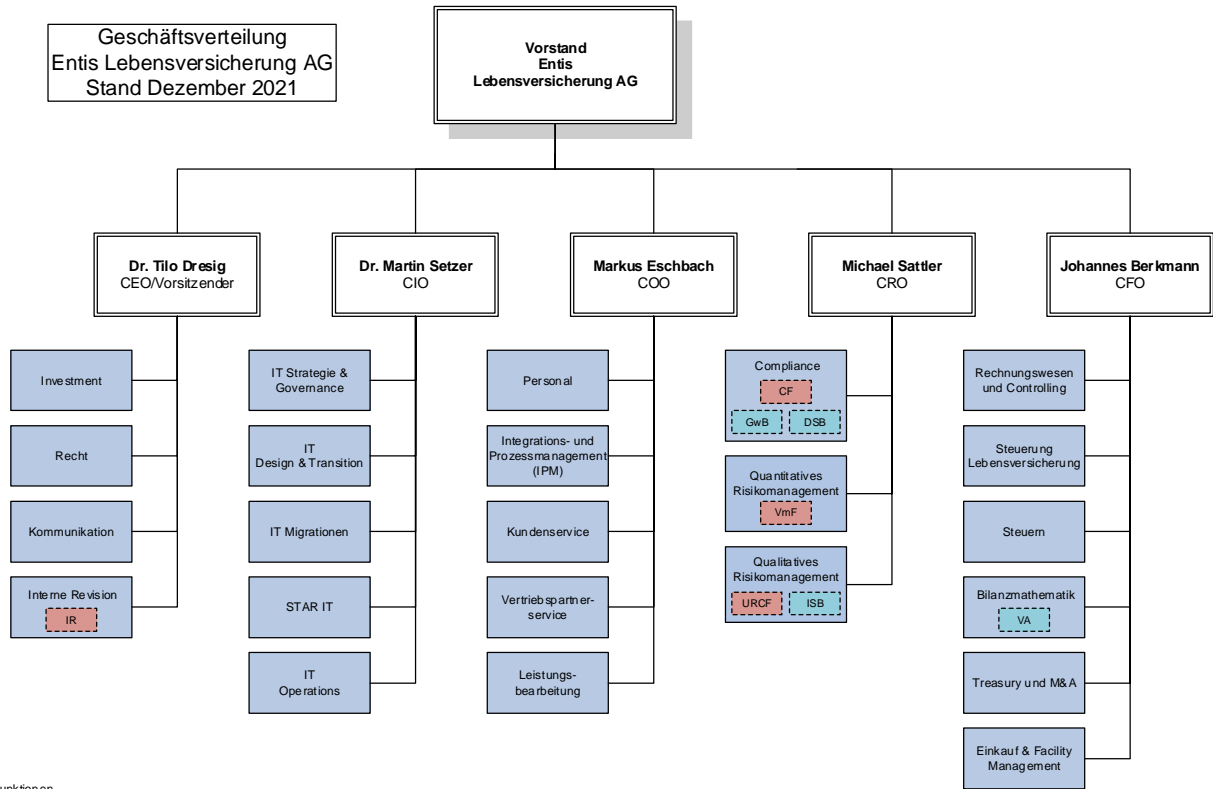 Geschäftsverteilung
Entis Lebensversicherung AG
Stand Dezember 2021
Vorstand
Entis
Lebensversicherung AG
Dr. Tilo Dresig
CEO/Vorsitzender
Dr. Martin Setzer
CIO
Markus Eschbach
COO
Michael Sattler
CRO
Johannes Berkmann
CFO
Investment
Recht
Kommunikation
Interne Revision
IR
IT Strategie &
Governance
IT
Design & Transition
IT Migrationen
STAR IT
IT
Operations
Personal
Integrations- und
Prozessmanagement
(IPM)
Kundenservice
Vertriebspartner-
service
Leistungs-
bearbeitung
Compliance
CF
GwB DSB
Quantitatives
Risikomanagement
VmF
Qualitatives
Risikomanagement
URCF ISB
Rechnungswesen
und Controlling
Steuerung
Lebensversicherung
Steuern
Bilanzmathematik
VA
Treasury und M&A
Einkauf & Facility
Management